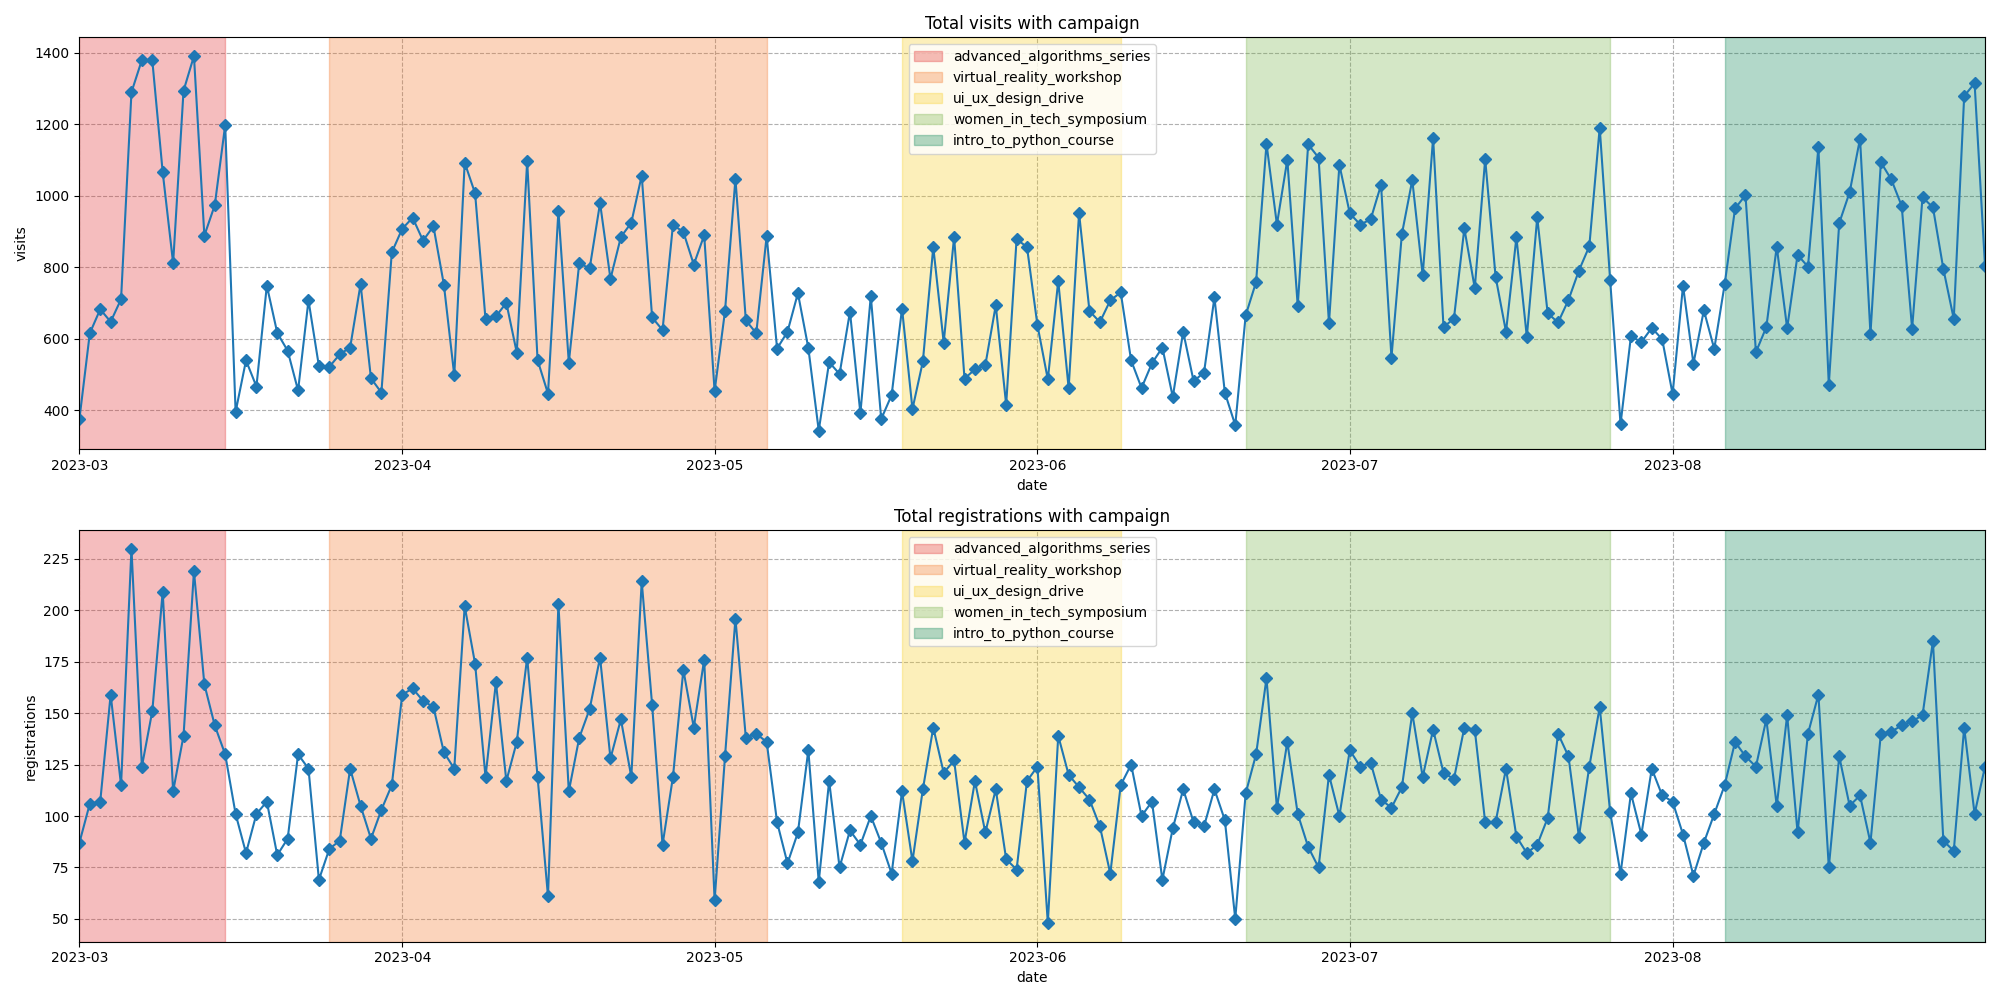 Total visits with campaign
1400
1200
1000
800
600
400
visits
advanced_algorithms_series
virtual_reality_workshop
ui_ux_design_drive
women_in_tech_symposium
intro_to_python_course
2023-03 2023-04 2023-05 2023-06 2023-07 2023-08
date
Total registrations with campaign
225
200
175
150
125
100
75
50
registrations
advanced_algorithms_series
virtual_reality_workshop
ui_ux_design_drive
women_in_tech_symposium
intro_to_python_course
2023-03 2023-04 2023-05 2023-06 2023-07 2023-08
date